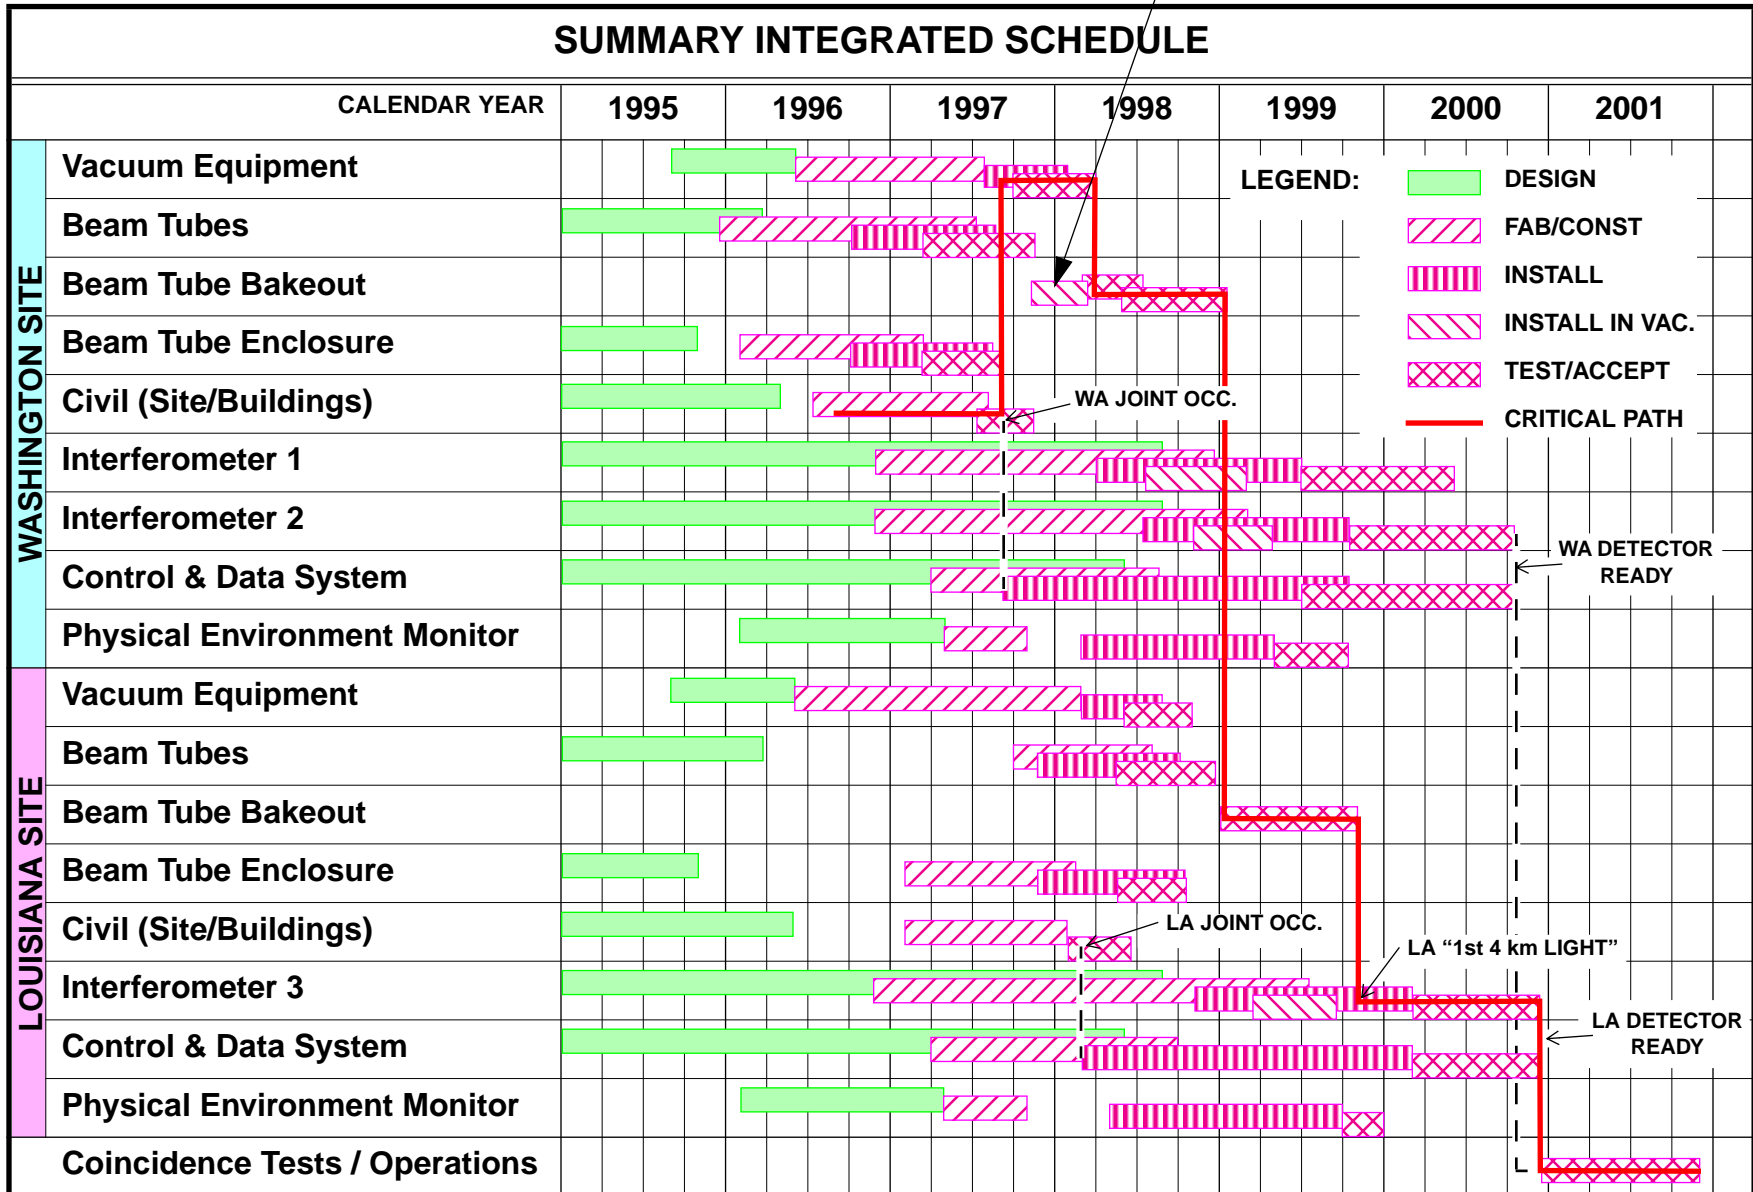 SUMMARY INTEGRATED SCHEDULE
CALENDAR YEAR 1995 1996 1997 1998 1999 2000 2001
WASHINGTON SITE
Vacuum Equipment
Beam Tubes
Beam Tube Bakeout
Beam Tube Enclosure
Civil (Site/Buildings)
Interferometer 1
Interferometer 2
Control & Data System
Physical Environment Monitor
LEGEND:
DESIGN
FAB/CONST
INSTALL
INSTALL IN VAC.
TEST/ACCEPT
CRITICAL PATH
WA JOINT OCC.
WA DETECTOR
READY
LOUISIANA SITE
Vacuum Equipment
Beam Tubes
Beam Tube Bakeout
Beam Tube Enclosure
Civil (Site/Buildings)
Interferometer 3
Control & Data System
Physical Environment Monitor
LA JOINT OCC.
LA “1st 4 km LIGHT”
LA DETECTOR
READY
Coincidence Tests / Operations